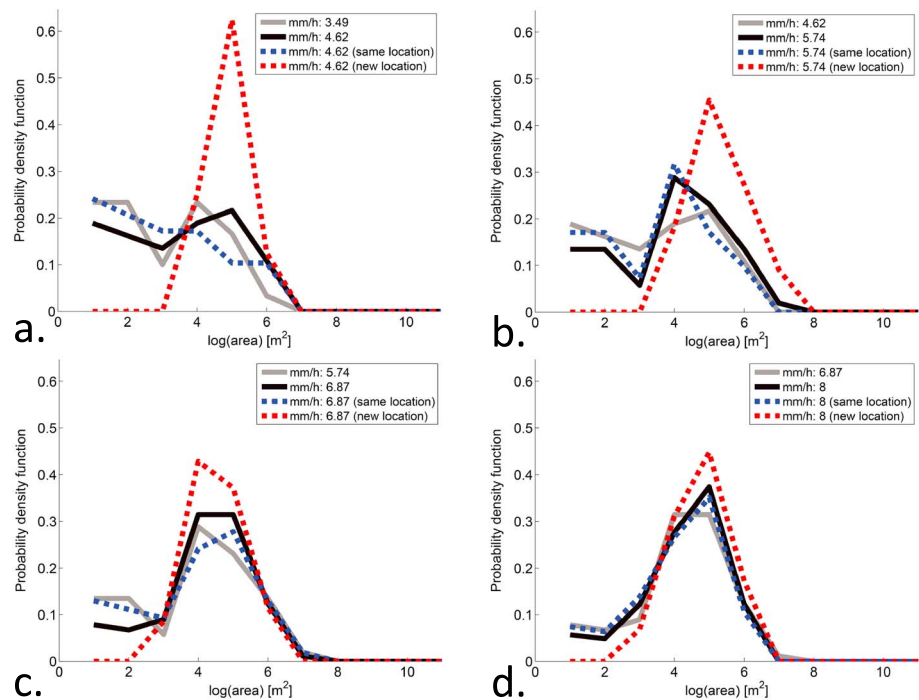 0.6
0.5
0.4
0.3
0.2
0.1
0
Probability density function
mm/h: 3.49
mm/h: 4.62
mm/h: 4.62 (same location)
mm/h: 4.62 (new location)
0 2 4 6 8 10
log(area) [m²]
a.
0.6
0.5
0.4
0.3
0.2
0.1
0
Probability density function
mm/h: 4.62
mm/h: 5.74
mm/h: 5.74 (same location)
mm/h: 5.74 (new location)
0 2 4 6 8 10
log(area) [m²]
b.
0.6
0.5
0.4
0.3
0.2
0.1
0
Probability density function
mm/h: 5.74
mm/h: 6.87
mm/h: 6.87 (same location)
mm/h: 6.87 (new location)
0 2 4 6 8 10
log(area) [m²]
c.
0.6
0.5
0.4
0.3
0.2
0.1
0
Probability density function
mm/h: 6.87
mm/h: 8
mm/h: 8 (same location)
mm/h: 8 (new location)
0 2 4 6 8 10
log(area) [m²]
d.